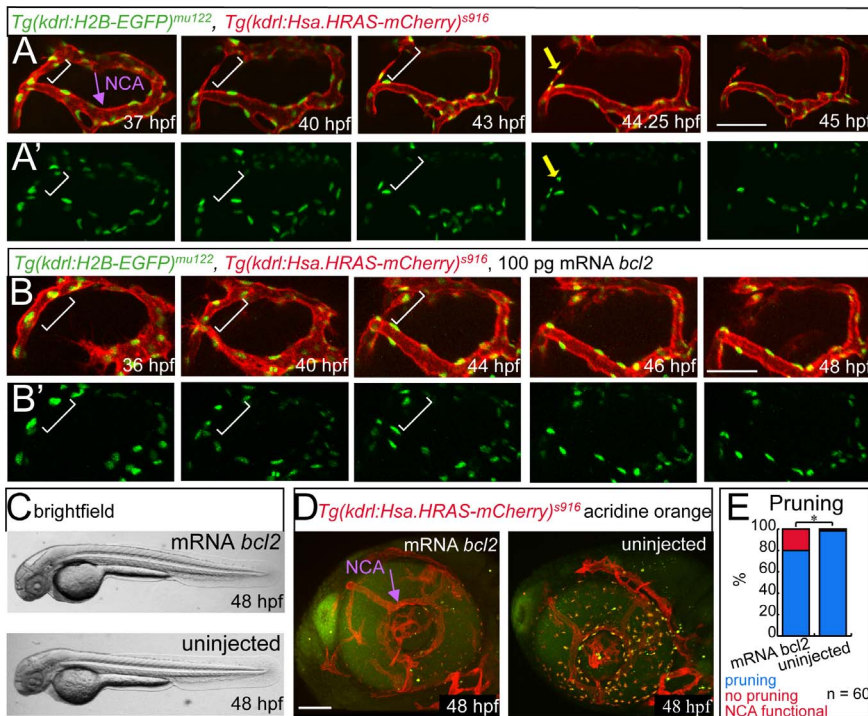 Tg(kdrl:H2B-EGFP)mu122, Tg(kdrl:Hsa.HRAS-mCherry)s916
A
NCA
37 hpf
40 hpf
43 hpf
44.25 hpf
45 hpf
A'
Tg(kdrl:H2B-EGFP)mu122, Tg(kdrl:Hsa.HRAS-mCherry)s916, 100 pg mRNA bcl2
B
36 hpf
40 hpf
44 hpf
46 hpf
48 hpf
B'
C brightfield
mRNA bcl2
48 hpf
uninjected
48 hpf
D Tg(kdrl:Hsa.HRAS-mCherry)s916 acridine orange
mRNA bcl2
NCA
48 hpf
uninjected
48 hpf
E Pruning
*
100
80
60
40
20
0
%
mRNA bcl2
uninjected
pruning
no pruning
NCA functional
n = 60